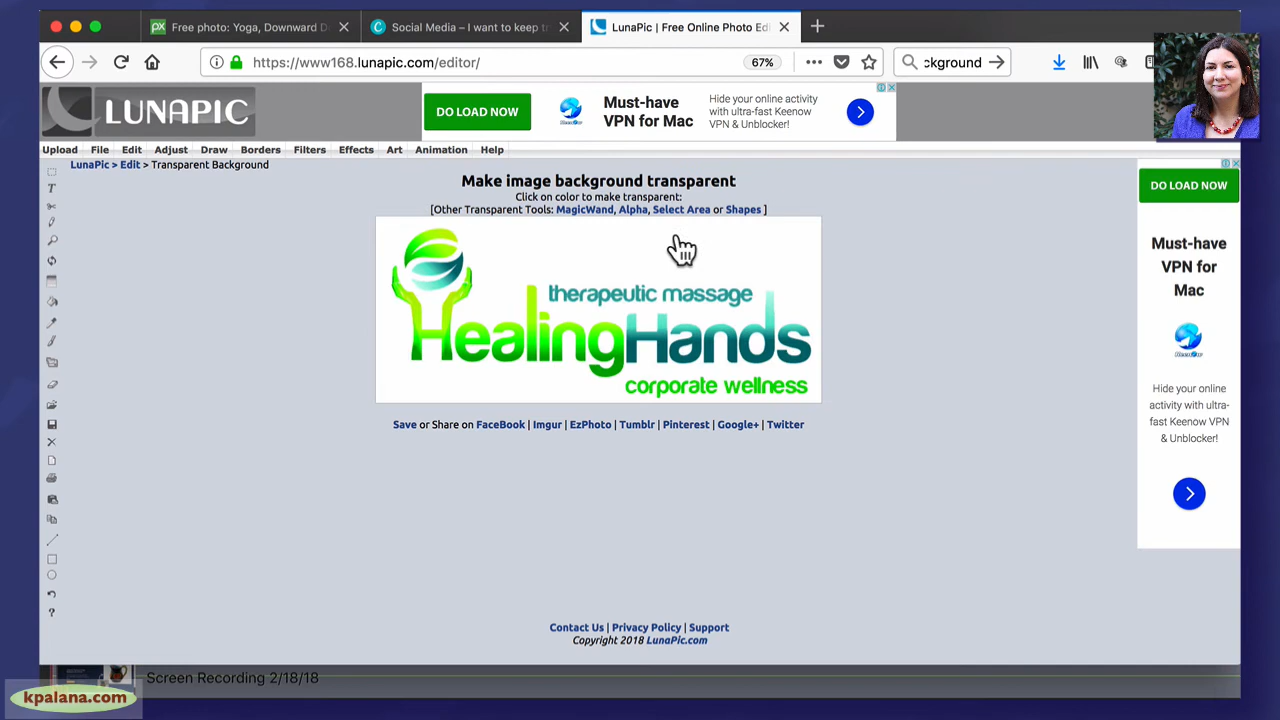 Free photo: Yoga, Downward D
Social Media – I want to keep t
LunaPic | Free Online Photo Edi
https://www168.lunapic.com/editor/
67%
ckground
LUNAPIC
DO LOAD NOW
Must-have
VPN for Mac
Hide your online activity
with ultra-fast Keenow
VPN & Unblocker!
Upload File Edit Adjust Draw Borders Filters Effects Art Animation Help
LunaPic > Edit > Transparent Background
Make image background transparent
Click on color to make transparent:
[Other Transparent Tools: MagicWand, Alpha, Select Area or Shapes ]
therapeutic massage
HealingHands
corporate wellness
Save or Share on FaceBook | Imgur | EzPhoto | Tumblr | Pinterest | Google+ | Twitter
DO LOAD NOW
Must-have
VPN for
Mac
Hide your online
activity with ultra-
fast Keenow VPN
& Unblocker!
Contact Us | Privacy Policy | Support
Copyright 2018 LunaPic.com
Screen Recording 2/18/18
kpalana.com